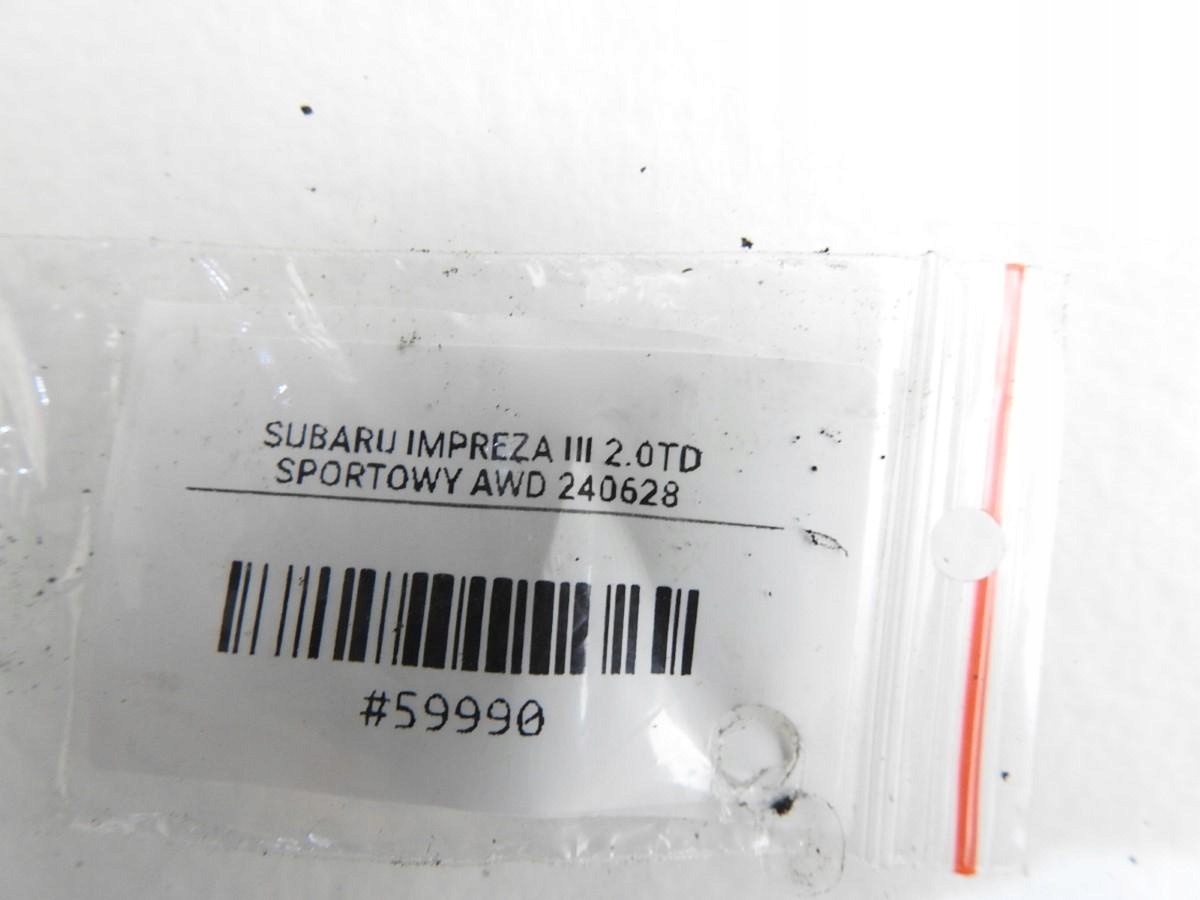 SUBARU IMPREZA III 2.0TD
SPORTOWY AWD 240628
#59990